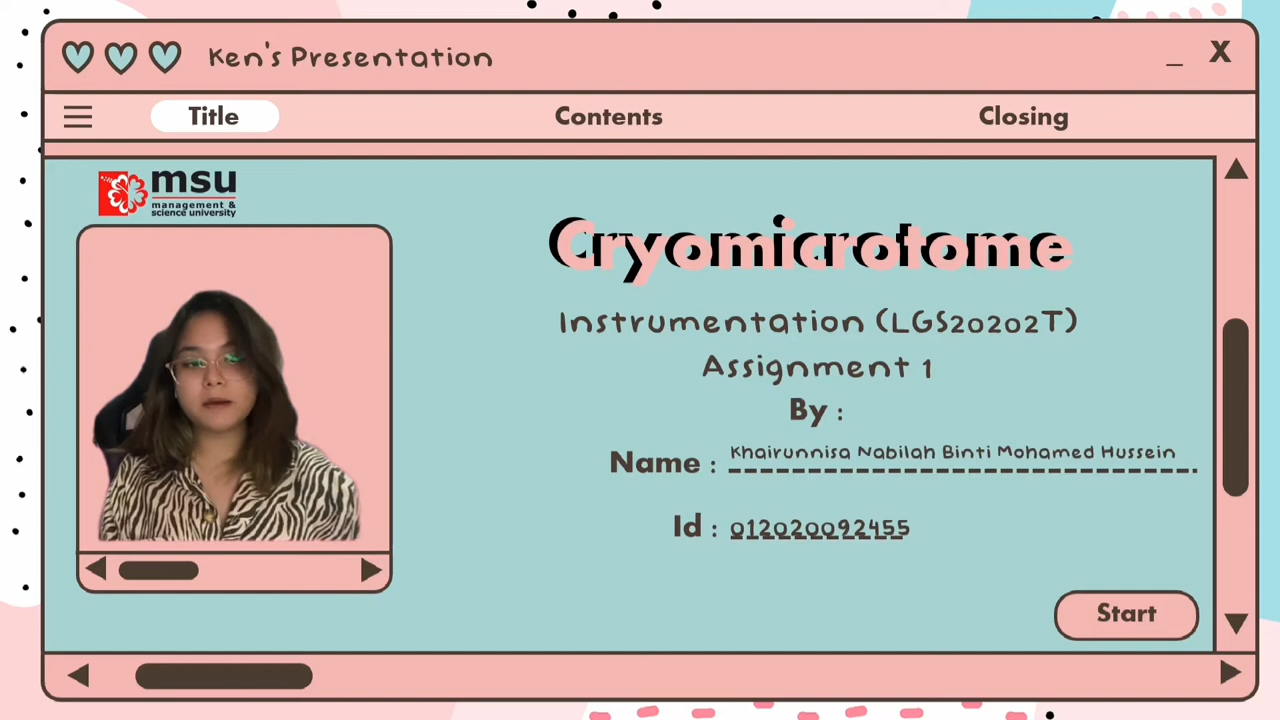 Ken's Presentation
_ X
Title Contents Closing
msu
management &
science university
Cryomicrotome
Instrumentation (LGS20202T)
Assignment 1
By :
Name : Khairunnisa Nabilah Binti Mohamed Hussein
Id : 012020092455
Start